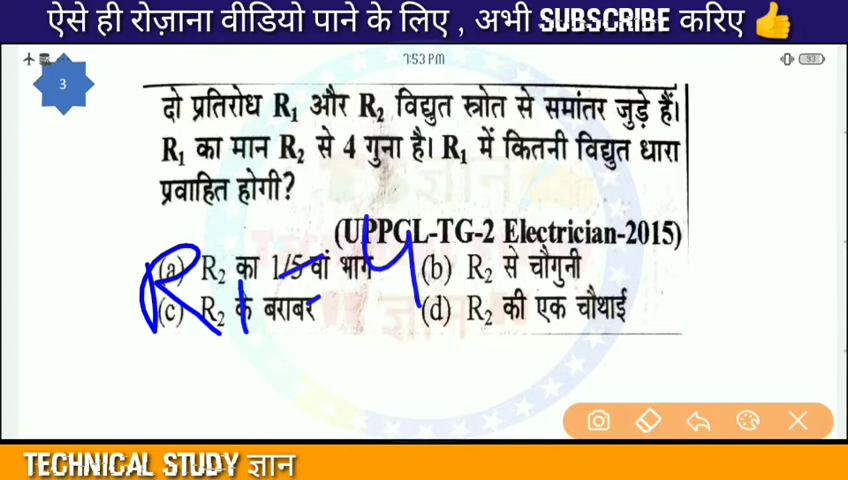 ऐसे ही रोज़ाना वीडियो पाने के लिए , अभी SUBSCRIBE करिए 👍
7:53 PM
93
3
दो प्रतिरोध R₁ और R₂ विद्युत स्त्रोत से समांतर जुड़े हैं।
R₁ का मान R₂ से 4 गुना है। R₁ में कितनी विद्युत धारा
प्रवाहित होगी?
(UPPCL-TG-2 Electrician-2015)
(a) R₂ का 1/5 वां भाग (b) R₂ से चौगुनी
(c) R₂ के बराबर (d) R₂ की एक चौथाई
R₁ - 4
TECHNICAL STUDY ज्ञान